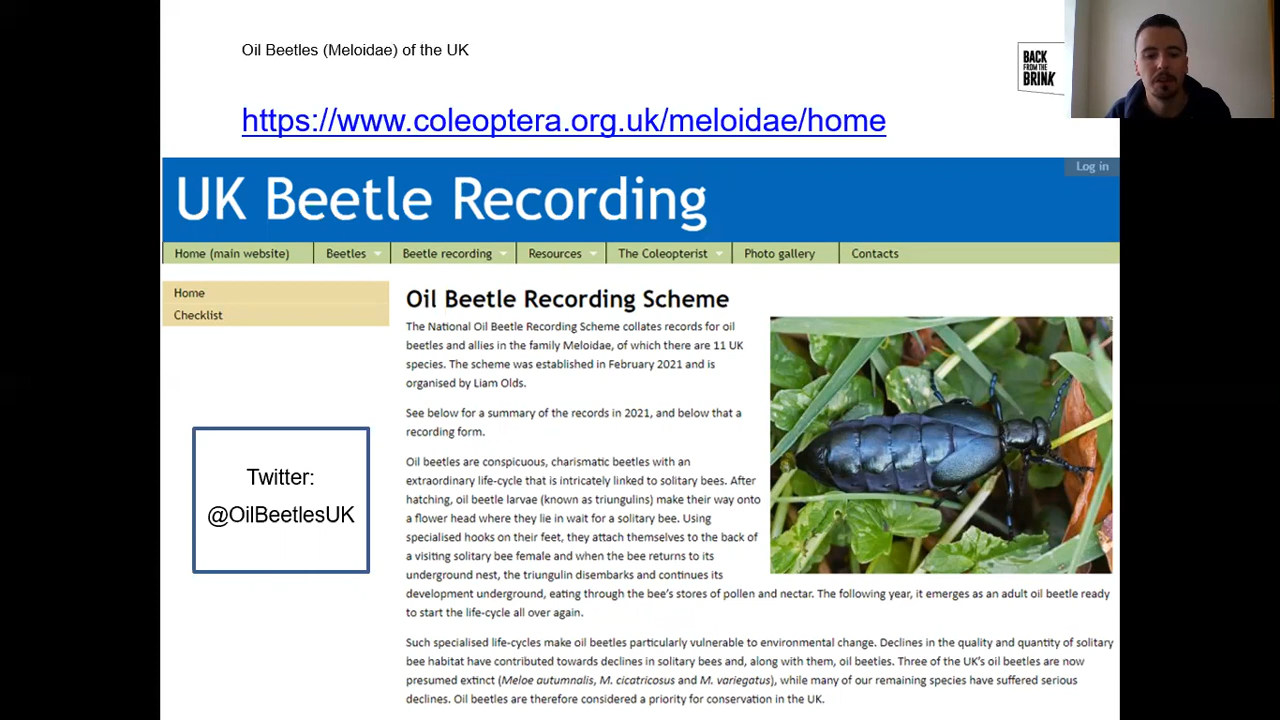 Oil Beetles (Meloidae) of the UK
BACK
FROM THE
BRINK
https://www.coleoptera.org.uk/meloidae/home
Log in
UK Beetle Recording
Home (main website) Beetles Beetle recording Resources The Coleopterist Photo gallery Contacts
Home
Checklist
Oil Beetle Recording Scheme
The National Oil Beetle Recording Scheme collates records for oil
beetles and allies in the family Meloidae, of which there are 11 UK
species. The scheme was established in February 2021 and is
organised by Liam Olds.
See below for a summary of the records in 2021, and below that a
recording form.
Oil beetles are conspicuous, charismatic beetles with an
extraordinary life-cycle that is intricately linked to solitary bees. After
hatching, oil beetle larvae (known as triungulins) make their way onto
a flower head where they lie in wait for a solitary bee. Using
specialised hooks on their feet, they attach themselves to the back of
a visiting solitary bee female and when the bee returns to its
underground nest, the triungulin disembarks and continues its
development underground, eating through the bee's stores of pollen and nectar. The following year, it emerges as an adult oil beetle ready
to start the life-cycle all over again.
Such specialised life-cycles make oil beetles particularly vulnerable to environmental change. Declines in the quality and quantity of solitary
bee habitat have contributed towards declines in solitary bees and, along with them, oil beetles. Three of the UK's oil beetles are now
presumed extinct (Meloe autumnalis, M. cicatricosus and M. variegatus), while many of our remaining species have suffered serious
declines. Oil beetles are therefore considered a priority for conservation in the UK.
Twitter:
@OilBeetlesUK